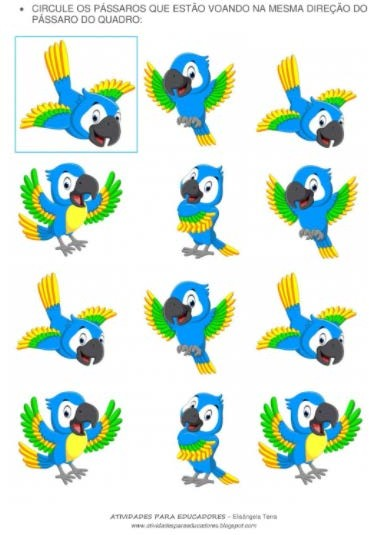 • CIRCULE OS PÁSSAROS QUE ESTÃO VOANDO NA MESMA DIREÇÃO DO
PÁSSARO DO QUADRO:
ATIVIDADES PARA EDUCADORES – Elisângela Terra
www.atividadesparaeducadores.blogspot.com